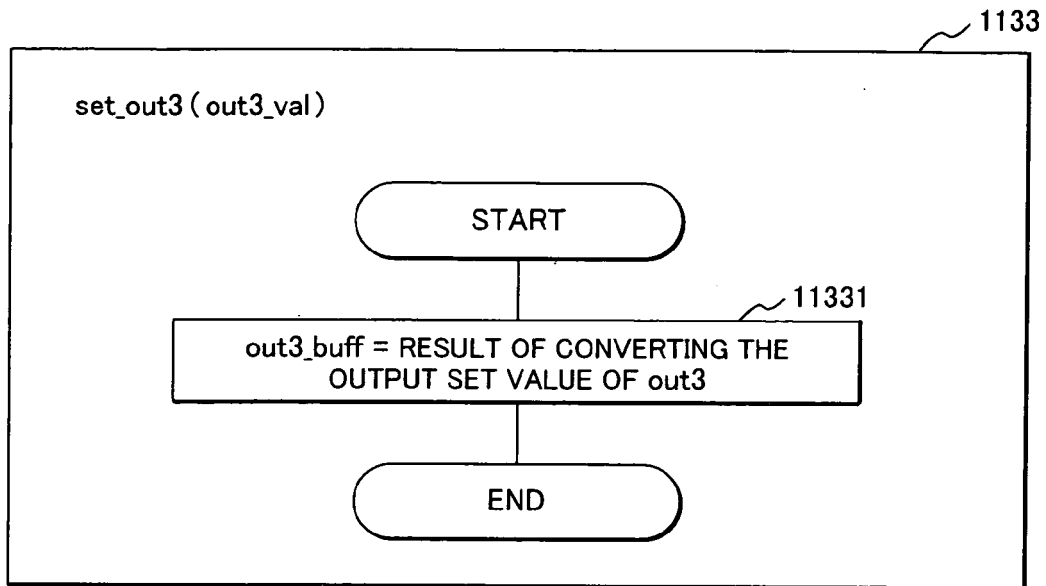 1133
set_out3 ( out3_val )
START
11331
out3_buff = RESULT OF CONVERTING THE
OUTPUT SET VALUE OF out3
END